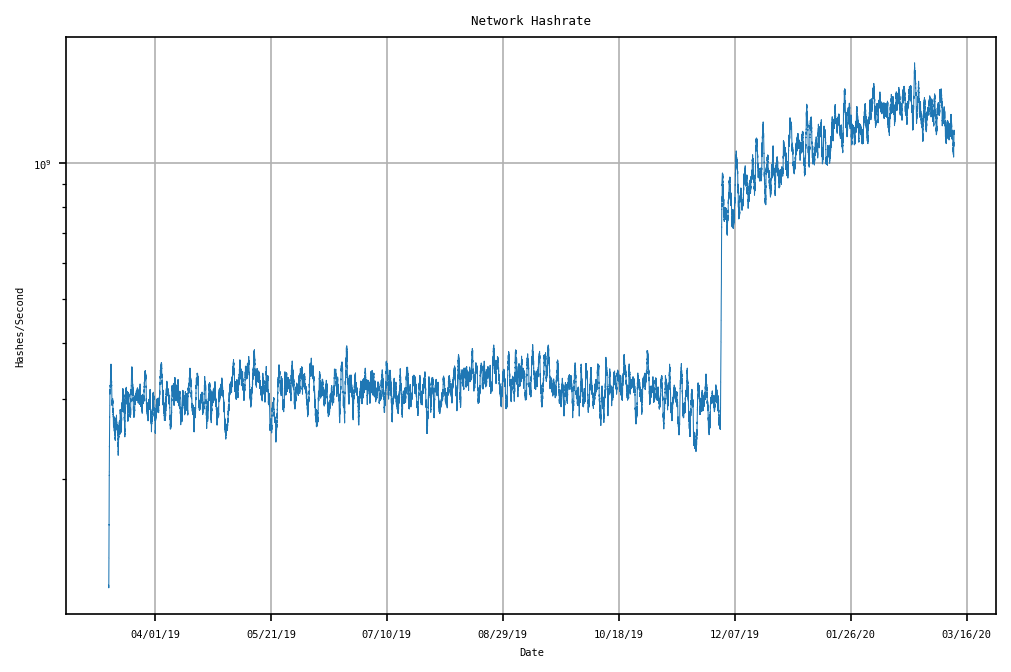 Network Hashrate
Hashes/Second
10⁹
04/01/19 05/21/19 07/10/19 08/29/19 10/18/19 12/07/19 01/26/20 03/16/20
Date